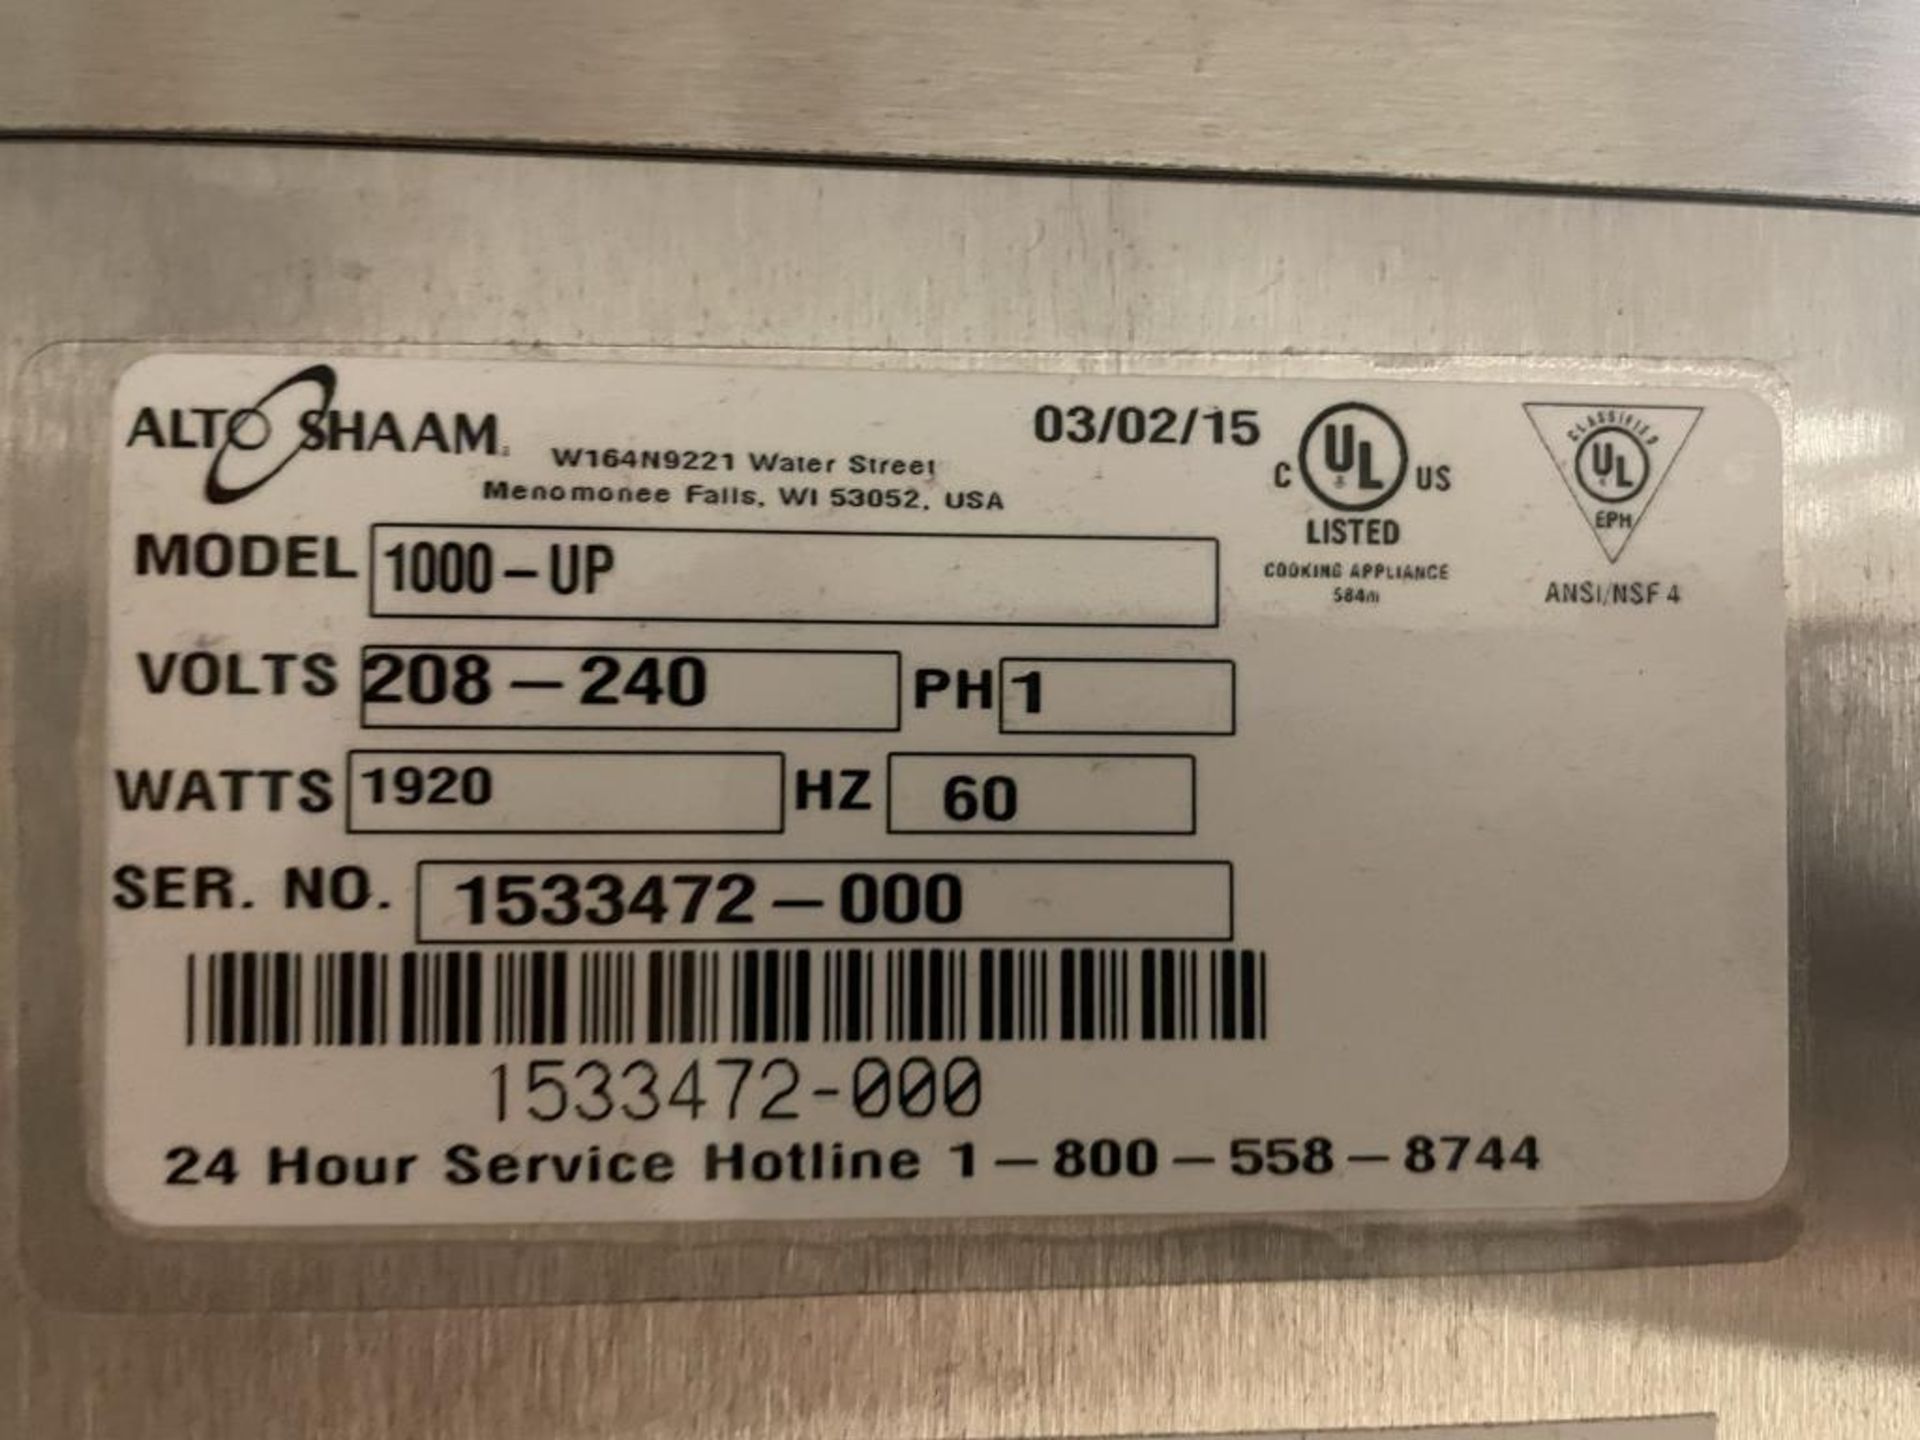 ALTO SHAAM
W164N9221 Water Street
Menomonee Falls, WI 53052, USA
03/02/15
C UL US
LISTED
COOKING APPLIANCE
584m
CLASSIFIED
UL
EPH
ANSI/NSF 4
MODEL 1000-UP
VOLTS 208-240 PH 1
WATTS 1920 HZ 60
SER. NO. 1533472-000
1533472-000
24 Hour Service Hotline 1-800-558-8744